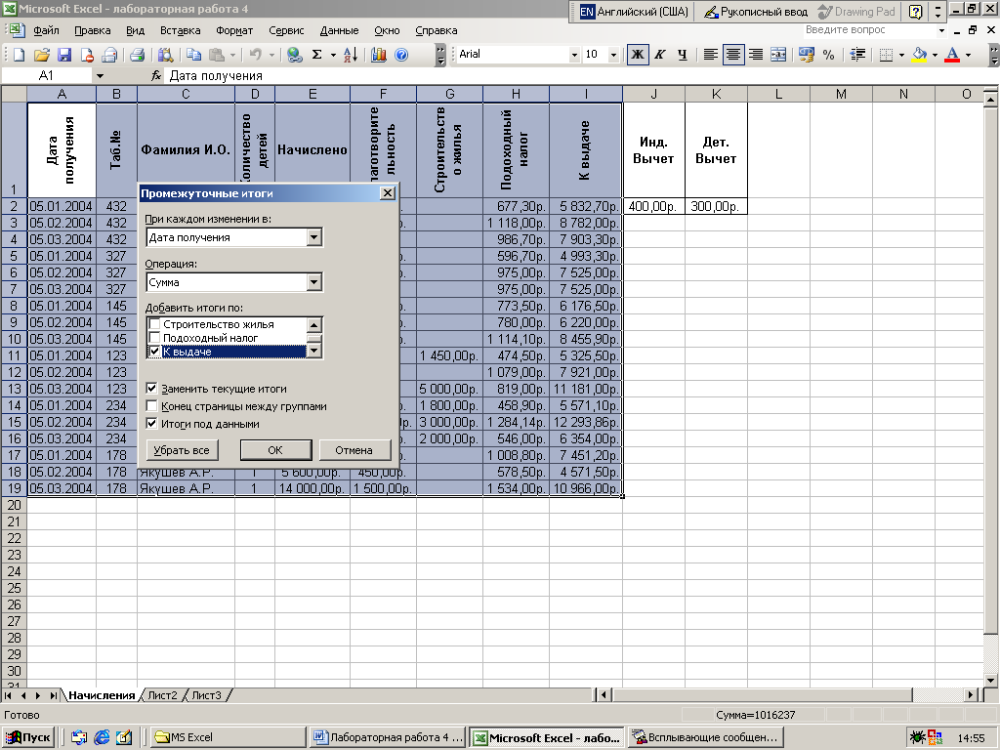 Microsoft Excel - лабораторная работа 4
EN Английский (США) Рукописный ввод Drawing Pad
Файл Правка Вид Вставка Формат Сервис Данные Окно Справка
Введите вопрос
Arial 10 Ж К Ч
A1 fx Дата получения
A B C D E F G H I J K L M N O
1 Дата получения Таб.№ Фамилия И.О. Количество детей Начислено Строительств о жилья Подоходный налог К выдаче Инд. Вычет Дет. Вычет
2 05.01.2004 432 677,30р. 5 832,70р. 400,00р. 300,00р.
3 05.02.2004 432 1 118,00р. 8 782,00р.
4 05.03.2004 432 986,70р. 7 903,30р.
5 05.01.2004 327 596,70р. 4 993,30р.
6 05.02.2004 327 975,00р. 7 525,00р.
7 05.03.2004 327 975,00р. 7 525,00р.
8 05.01.2004 145 773,50р. 6 176,50р.
9 05.02.2004 145 780,00р. 6 220,00р.
10 05.03.2004 145 1 114,10р. 8 455,90р.
11 05.01.2004 123 1 450,00р. 474,50р. 5 325,50р.
12 05.02.2004 123 1 079,00р. 7 921,00р.
13 05.03.2004 123 5 000,00р. 819,00р. 11 181,00р.
14 05.01.2004 234 1 800,00р. 458,90р. 5 571,10р.
15 05.02.2004 234 3 000,00р. 1 284,14р. 12 293,86р.
16 05.03.2004 234 2 000,00р. 546,00р. 6 354,00р.
17 05.01.2004 178 1 008,80р. 7 451,20р.
18 05.02.2004 178 Якушев А.Р. 1 5 600,00р. 450,00р. 578,50р. 4 571,50р.
19 05.03.2004 178 Якушев А.Р. 1 14 000,00р. 1 500,00р. 1 534,00р. 10 966,00р.
20
21
22
23
24
25
26
27
28
29
30
31
Промежуточные итоги
При каждом изменении в:
Дата получения
Операция:
Сумма
Добавить итоги по:
Строительство жилья
Подоходный налог
К выдаче
Заменить текущие итоги
Конец страницы между группами
Итоги под данными
Убрать все OK Отмена
Начисления Лист2 Лист3
Готово Сумма=1016237
Пуск MS Excel Лабораторная работа 4 ... Microsoft Excel - лабо... Всплывающие сообщен... 14:55